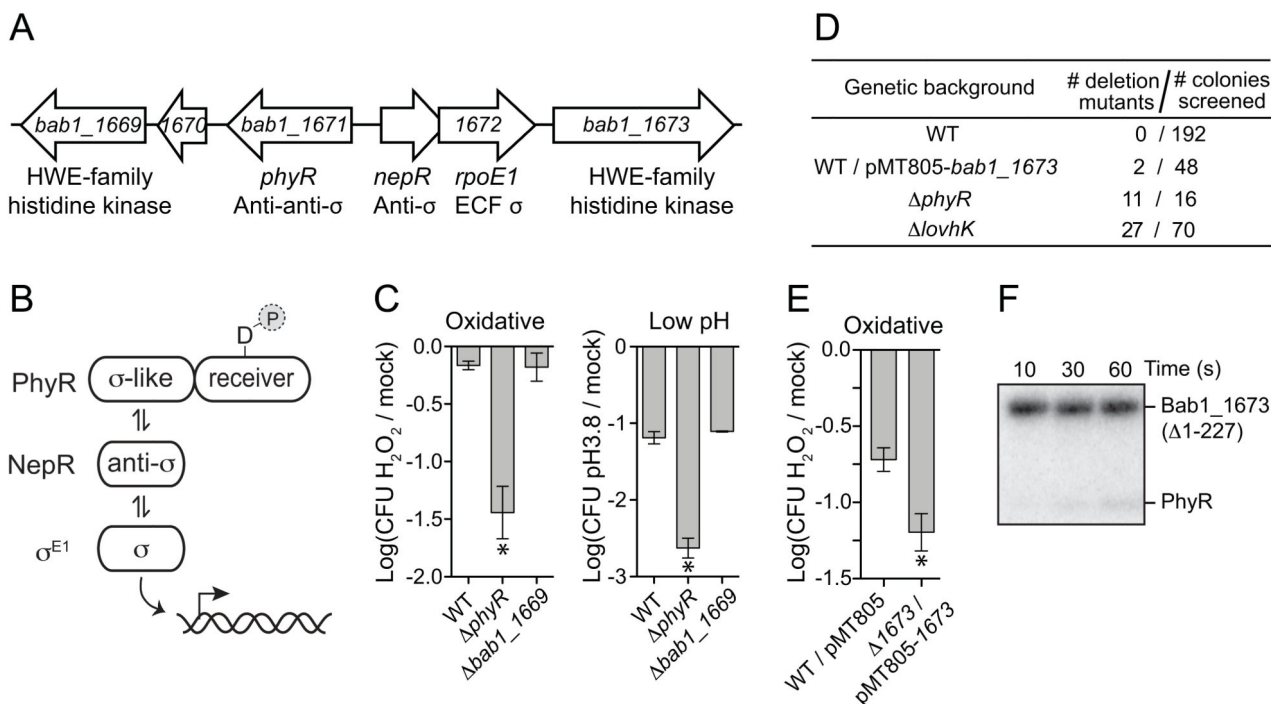 A
bab1_1669
1670
bab1_1671
1672
bab1_1673
HWE-family
histidine kinase
phyR
Anti-anti-σ
nepR
Anti-σ
rpoE1
ECF σ
HWE-family
histidine kinase
B
PhyR
σ-like
receiver
D
P
NepR
anti-σ
σE1
σ
C
Oxidative
Log(CFU H2O2 / mock)
0.0
-0.5
-1.0
-1.5
-2.0
*
WT
ΔphyR
Δbab1_1669
Low pH
Log(CFU pH3.8 / mock)
0
-1
-2
-3
*
WT
ΔphyR
Δbab1_1669
D
Genetic background
# deletion
mutants
/
# colonies
screened
WT 0 / 192
WT / pMT805-bab1_1673 2 / 48
ΔphyR 11 / 16
ΔlovhK 27 / 70
E
Oxidative
Log(CFU H2O2 / mock)
0.0
-0.5
-1.0
-1.5
*
WT / pMT805
Δ1673 /
pMT805-1673
F
10 30 60 Time (s)
Bab1_1673
(Δ1-227)
PhyR